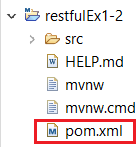 restfulEx1-2
src
HELP.md
mvnw
mvnw.cmd
pom.xml